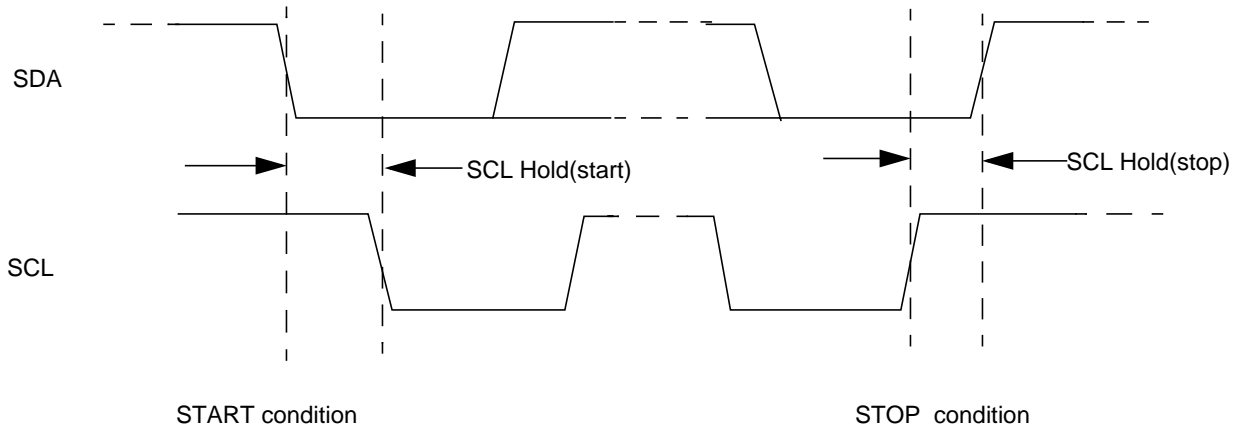 SDA
SCL Hold(start)
SCL Hold(stop)
SCL
START condition
STOP condition